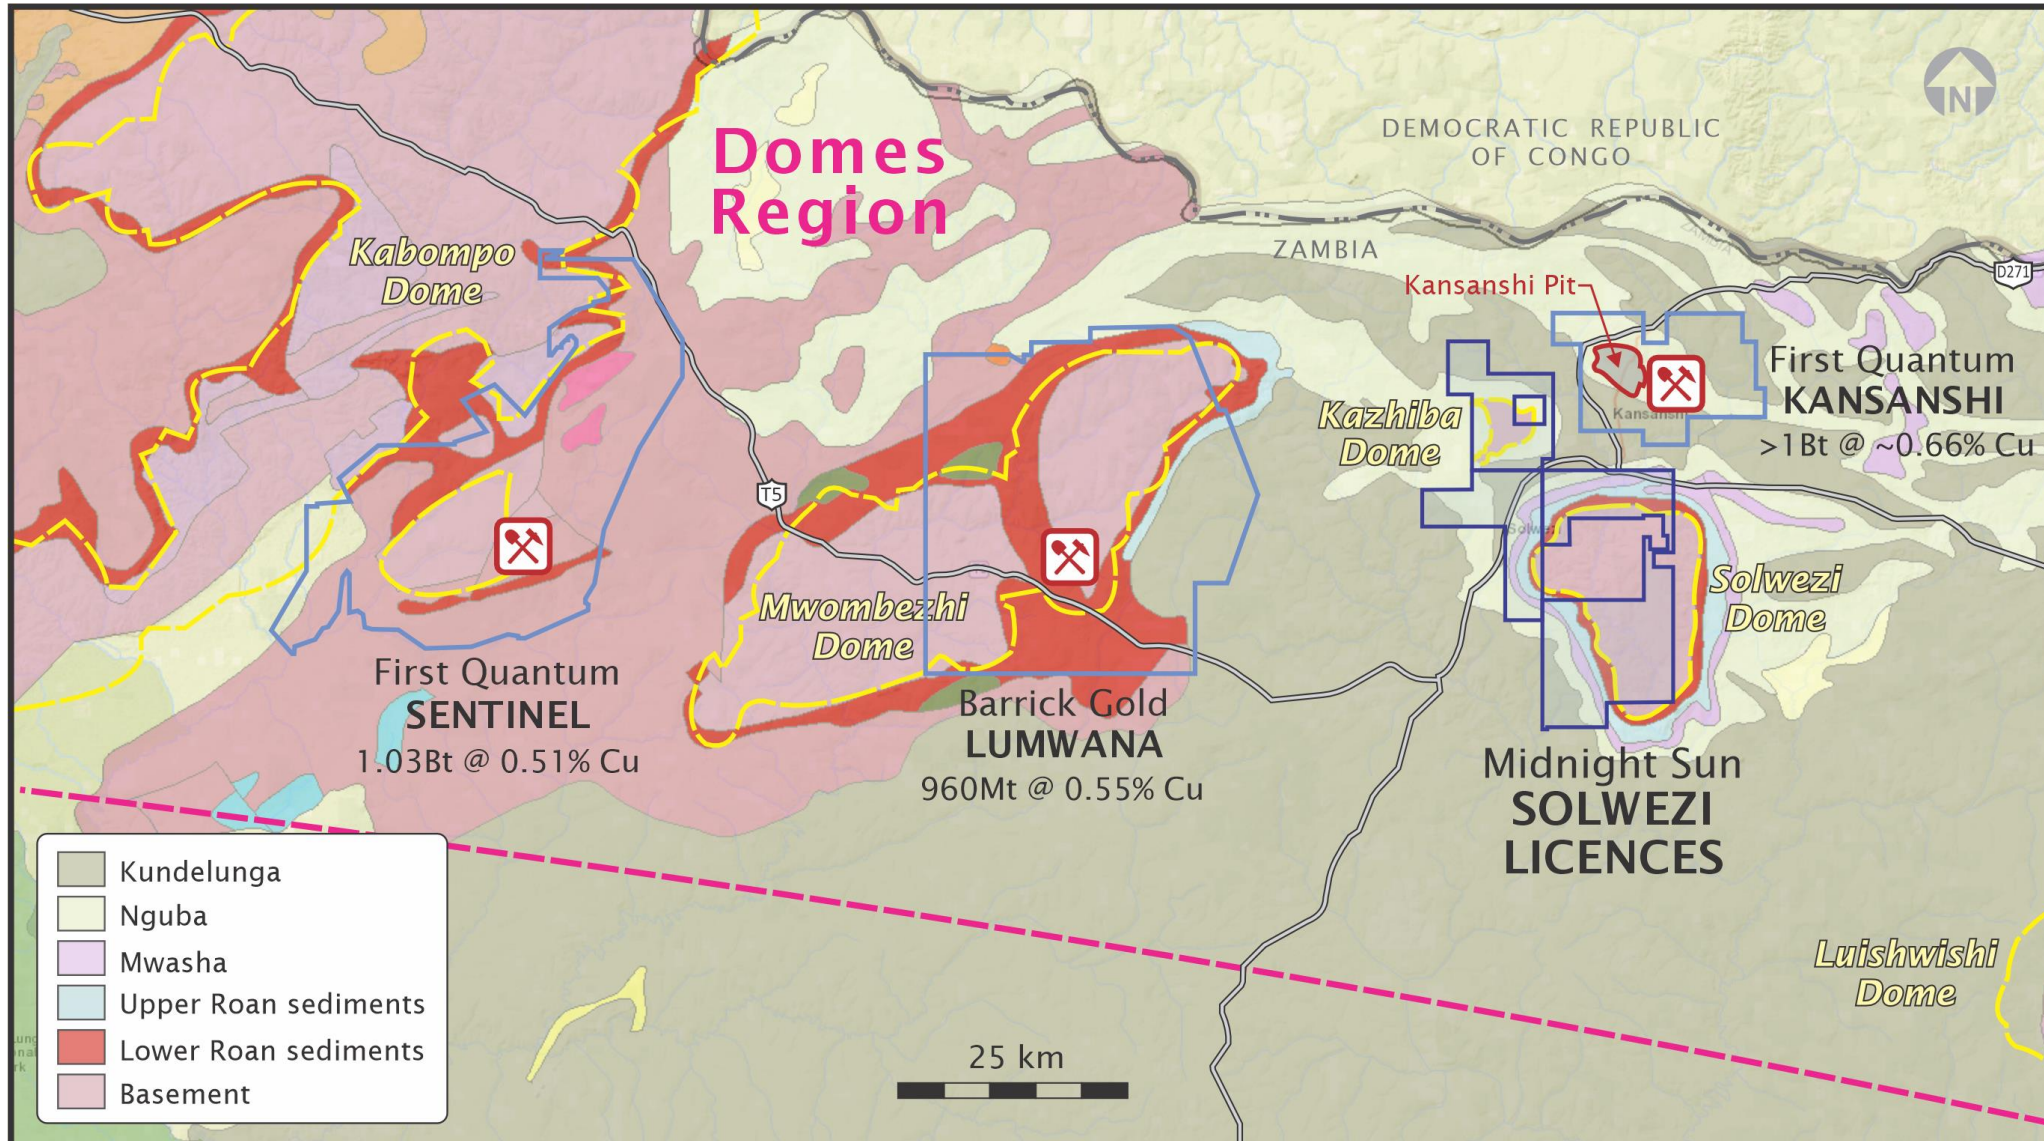 Domes
Region
DEMOCRATIC REPUBLIC
OF CONGO
N
ZAMBIA
ZAMBIA
D271
Kabompo
Dome
Kansanshi Pit
First Quantum
KANSANSHI
>1Bt @ ~0.66% Cu
Kansanshi
Kazhiba
Dome
T5
Solwezi
Solwezi
Dome
Mwombezhi
Dome
First Quantum
SENTINEL
1.03Bt @ 0.51% Cu
Barrick Gold
LUMWANA
960Mt @ 0.55% Cu
Midnight Sun
SOLWEZI
LICENCES
Luishwishi
Dome
Kundelunga
Nguba
Mwasha
Upper Roan sediments
Lower Roan sediments
Basement
25 km